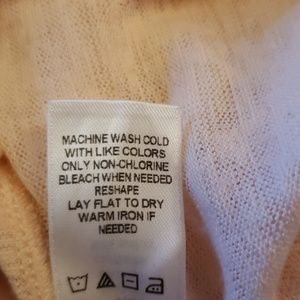 MACHINE WASH COLD
WITH LIKE COLORS
ONLY NON-CHLORINE
BLEACH WHEN NEEDED
RESHAPE
LAY FLAT TO DRY
WARM IRON IF
NEEDED